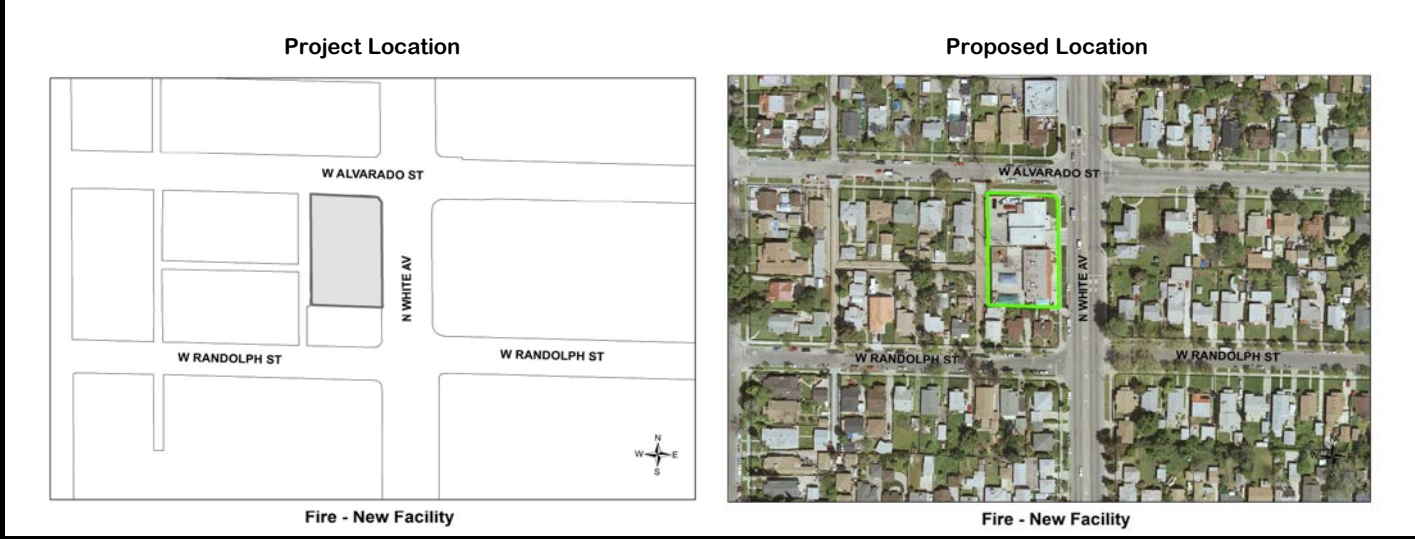 Project Location
W ALVARADO ST
N WHITE AV
W RANDOLPH ST
W RANDOLPH ST
N
W
E
S
Fire - New Facility
Proposed Location
W ALVARADO ST
N WHITE AV
W RANDOLPH ST
W RANDOLPH ST
Fire - New Facility